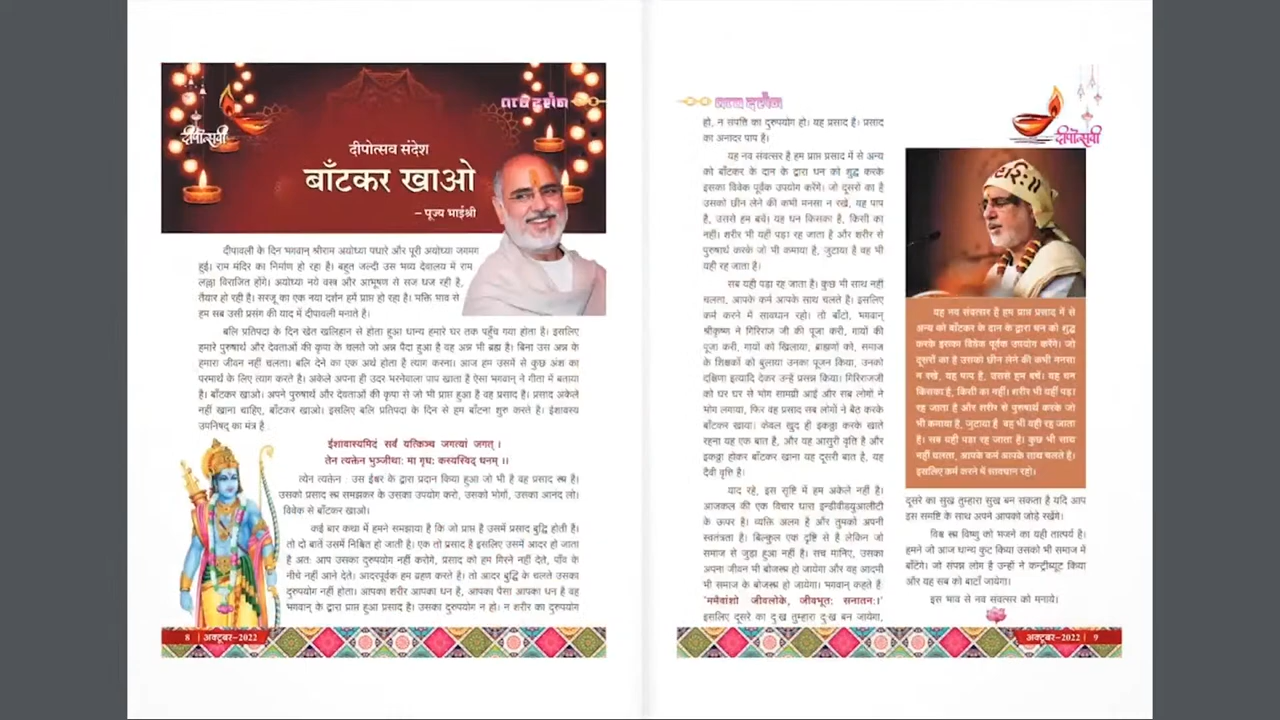 तत्व दर्शन
दीपोत्सवी
दीपोत्सव संदेश
बाँटकर खाओ
– पूज्य भाईश्री
दीपावली के दिन भगवान् श्रीराम अयोध्या पधारे और पूरी अयोध्या जगमग
हुई। राम मंदिर का निर्माण हो रहा है। बहुत जल्दी उस भव्य देवालय में राम
लल्ला विराजित होंगे। अयोध्या नये वस्त्र और आभूषण से सज धज रही है,
तैयार हो रही है। सरजू का एक नया दर्शन हमें प्राप्त हो रहा है। भक्ति भाव से
हम सब उसी प्रसंग की याद में दीपावली मनाते है।
बलि प्रतिपदा के दिन खेत खलिहान से होता हुआ धान्य हमारे घर तक पहुँच गया होता है। इसलिए
हमारे पुरुषार्थ और देवताओं की कृपा के चलते जो अन्न पैदा हुआ है वह अन्न भी ब्रह्म है। बिना उस अन्न के
हमारा जीवन नहीं चलता। बलि देने का एक अर्थ होता है त्याग करना। आज हम उसमें से कुछ अंश का
परमार्थ के लिए त्याग करते है। अकेले अपना ही उदर भरनेवाला पाप खाता है ऐसा भगवान् ने गीता में बताया
है। बाँटकर खाओ। अपने पुरुषार्थ और देवताओं की कृपा से जो भी प्राप्त हुआ है वह प्रसाद है। प्रसाद अकेले
नहीं खाना चाहिए, बाँटकर खाओ। इसलिए बलि प्रतिपदा के दिन से हम बाँटना शुरु करते है। ईशावस्य
उपनिषद् का मंत्र है :
ईशावास्यमिदं सर्वं यत्किञ्च जगत्यां जगत् ।
तेन त्यक्तेन भुञ्जीथाः मा गृधः कस्यस्विद् धनम् ।।
त्येन त्यक्तेन : उस ईश्वर के द्वारा प्रदान किया हुआ जो भी है वह प्रसाद रूप है।
उसको प्रसाद रूप समझकर के उसका उपयोग करो, उसको भोगों, उसका आनंद लो।
विवेक से बाँटकर खाओ।
कई बार कथा में हमने समझाया है कि जो प्राप्त है उसमें प्रसाद बुद्धि होती है।
तो दो बातें उसमें निश्चित हो जाती है। एक तो प्रसाद है इसलिए उसमें आदर हो जाता
है अतः आप उसका दुरुपयोग नहीं करोगे, प्रसाद को हम गिरने नहीं देते, पाँव के
नीचे नहीं आने देते। आदरपूर्वक हम ग्रहण करते है। तो आदर बुद्धि के चलते उसका
दुरुपयोग नहीं होता। आपका शरीर आपका धन है, आपका पैसा आपका धन है वह
भगवान् के द्वारा प्राप्त हुआ प्रसाद है। उसका दुरुपयोग न हो। न शरीर का दुरुपयोग
8 | अक्टूबर–2022
तत्व दर्शन
हो, न संपत्ति का दुरुपयोग हो। यह प्रसाद है। प्रसाद
का अनादर पाप है।
यह नव संवत्सर है हम प्राप्त प्रसाद में से अन्य
को बाँटकर के दान के द्वारा धन को शुद्ध करके
इसका विवेक पूर्वक उपयोग करेंगे। जो दूसरों का है
उसको छीन लेने की कभी मनसा न रखे, यह पाप
है, उससे हम बचें। यह धन किसका है, किसी का
नहीं। शरीर भी यहीं पड़ा रह जाता है और शरीर से
पुरुषार्थ करके जो भी कमाया है, जुटाया है वह भी
यही रह जाता है।
सब यही पड़ा रह जाता है। कुछ भी साथ नहीं
चलता, आपके कर्म आपके साथ चलते है। इसलिए
कर्म करने में सावधान रहो। तो बाँटो, भगवान्
श्रीकृष्ण ने गिरिराज जी की पूजा करी, गायों की
पूजा करी, गायों को खिलाया, ब्राह्मणों को, समाज
के शिक्षकों को बुलाया उनका पूजन किया, उनको
दक्षिणा इत्यादि देकर उन्हें प्रसन्न किया। गिरिराजजी
को घर घर से भोग सामग्री आई और सब लोगों ने
भोग लगाया, फिर वह प्रसाद सब लोगों ने बैठ करके
बाँटकर खाया। केवल खुद ही इकठ्ठा करके खाते
रहना यह एक बात है, और यह आसुरी वृत्ति है और
इकठ्ठा होकर बाँटकर खाना यह दूसरी बात है, यह
दैवी वृत्ति है।
याद रहे, इस सृष्टि में हम अकेले नहीं है।
आजकल की एक विचार धारा इन्डीवीड्युआलीटी
के ऊपर है। व्यक्ति अलग है और तुमको अपनी
स्वतंत्रता है। बिल्कुल एक दृष्टि से है लेकिन जो
समाज से जुड़ा हुआ नहीं है। सच मानिए, उसका
अपना जीवन भी बोजरूप हो जायेगा और वह आदमी
भी समाज के बोजरूप हो जायेगा। भगवान् कहते हैं
'ममैवांशो जीवलोके, जीवभूतः सनातनः।'
इसलिए दूसरे का दुःख तुम्हारा दुःख बन जायेगा,
दीपोत्सवी
यह नव संवत्सर है हम प्राप्त प्रसाद में से
अन्य को बाँटकर के दान के द्वारा धन को शुद्ध
करके इसका विवेक पूर्वक उपयोग करेंगे। जो
दूसरों का है उसको छीन लेने की कभी मनसा
न रखे, यह पाप है, उससे हम बचें। यह धन
किसका है, किसी का नहीं। शरीर भी यहीं पड़ा
रह जाता है और शरीर से पुरुषार्थ करके जो
भी कमाया है, जुटाया है वह भी यही रह जाता
है। सब यही पड़ा रह जाता है। कुछ भी साथ
नहीं चलता, आपके कर्म आपके साथ चलते है।
इसलिए कर्म करने में सावधान रहो।
दूसरे का सुख तुम्हारा सुख बन सकता है यदि आप
इस समष्टि के साथ अपने आपको जोड़े रखेंगे।
विश्व रूप विष्णु को भजने का यही तात्पर्य है।
हमने जो आज धान्य कुट किया उसको भी समाज में
बाँटेंगे। जो संपन्न लोग है उन्हों ने कन्ट्रीब्यूट किया
और यह सब को बाटाँ जायेगा।
इस भाव से नव संवत्सर को मनाये।
अक्टूबर–2022 | 9